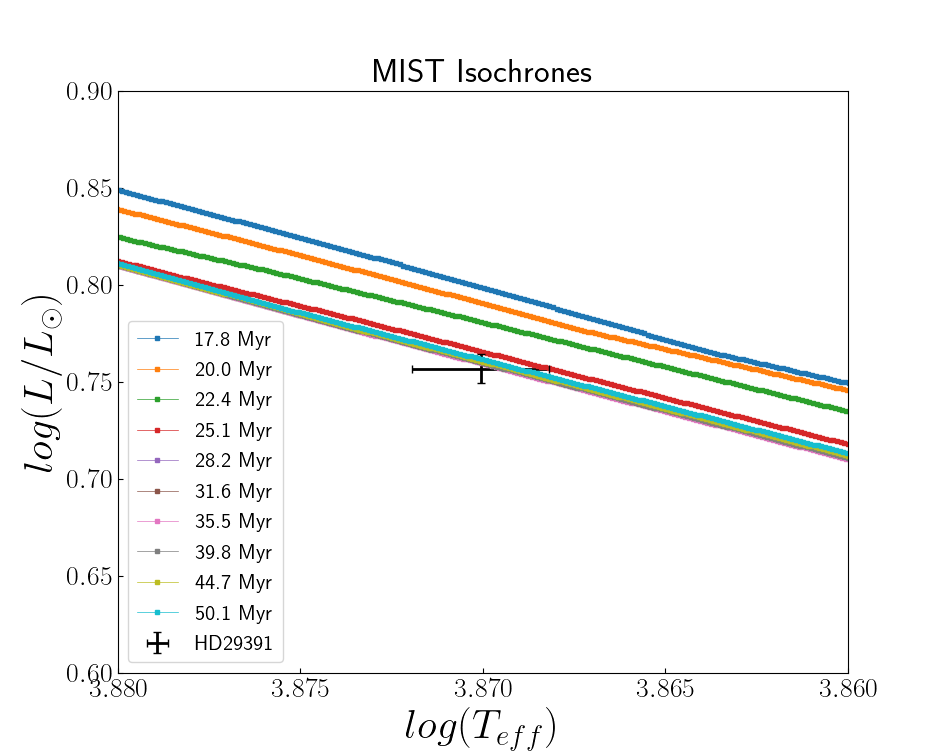 MIST Isochrones
log(L/L⊙)
0.90
0.85
0.80
0.75
0.70
0.65
0.60
17.8 Myr
20.0 Myr
22.4 Myr
25.1 Myr
28.2 Myr
31.6 Myr
35.5 Myr
39.8 Myr
44.7 Myr
50.1 Myr
HD29391
3.880 3.875 3.870 3.865 3.860
log(T_eff)